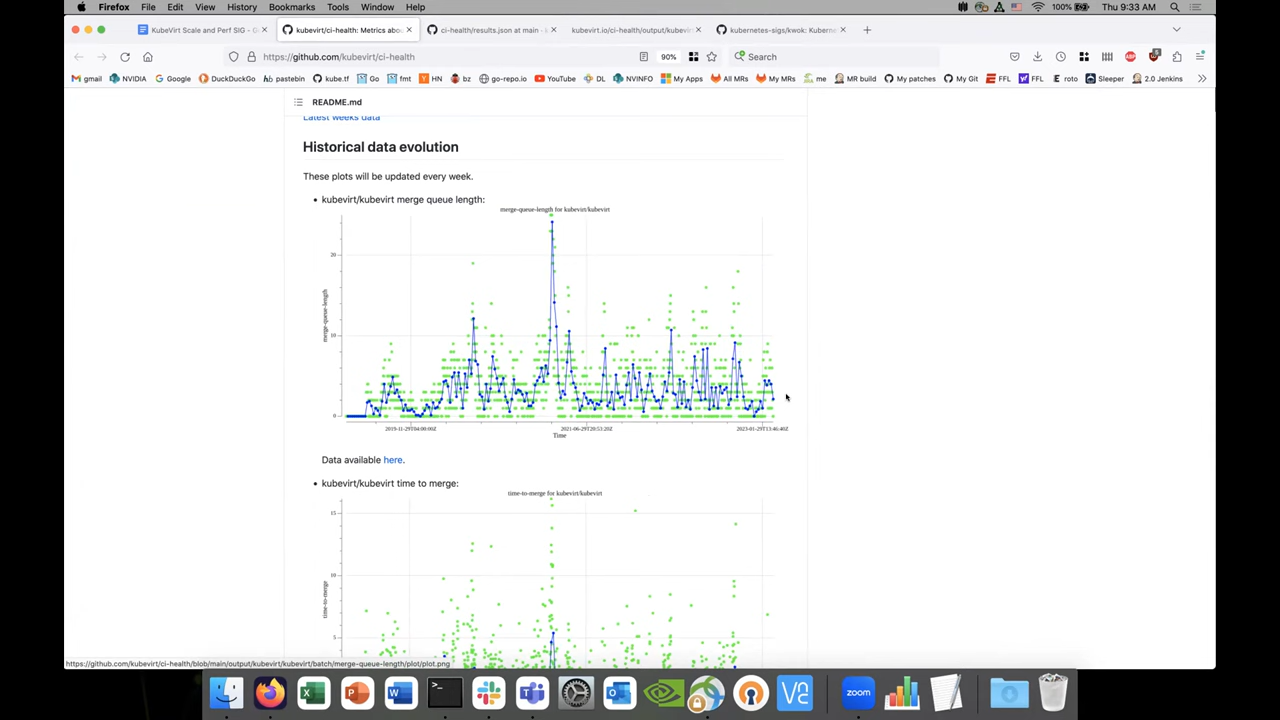 Firefox File Edit View History Bookmarks Tools Window Help 100% Thu 9:33 AM
KubeVirt Scale and Perf SIG - G
kubevirt/ci-health: Metrics abo
ci-health/results.json at main · k
kubevirt.io/ci-health/output/kubevi
kubernetes-sigs/kwok: Kubern
https://github.com/kubevirt/ci-health
90%
Search
gmail NVIDIA Google DuckDuckGo pastebin kube.tf Go fmt HN bz go-repo.io YouTube DL NVINFO My Apps All MRs My MRs me MR build My patches My Git FFL FFL roto Sleeper 2.0 Jenkins
README.md
Latest weeks data
Historical data evolution
These plots will be updated every week.
kubevirt/kubevirt merge queue length:
merge-queue-length for kubevirt/kubevirt
20
merge-queue-length
10
0
2019-11-29T04:00:00Z 2021-06-29T20:53:20Z 2023-01-29T13:46:40Z
Time
Data available here.
kubevirt/kubevirt time to merge:
time-to-merge for kubevirt/kubevirt
15
10
time-to-merge
5
https://github.com/kubevirt/ci-health/blob/main/output/kubevirt/kubevirt/batch/merge-queue-length/plot/plot.png
zoom